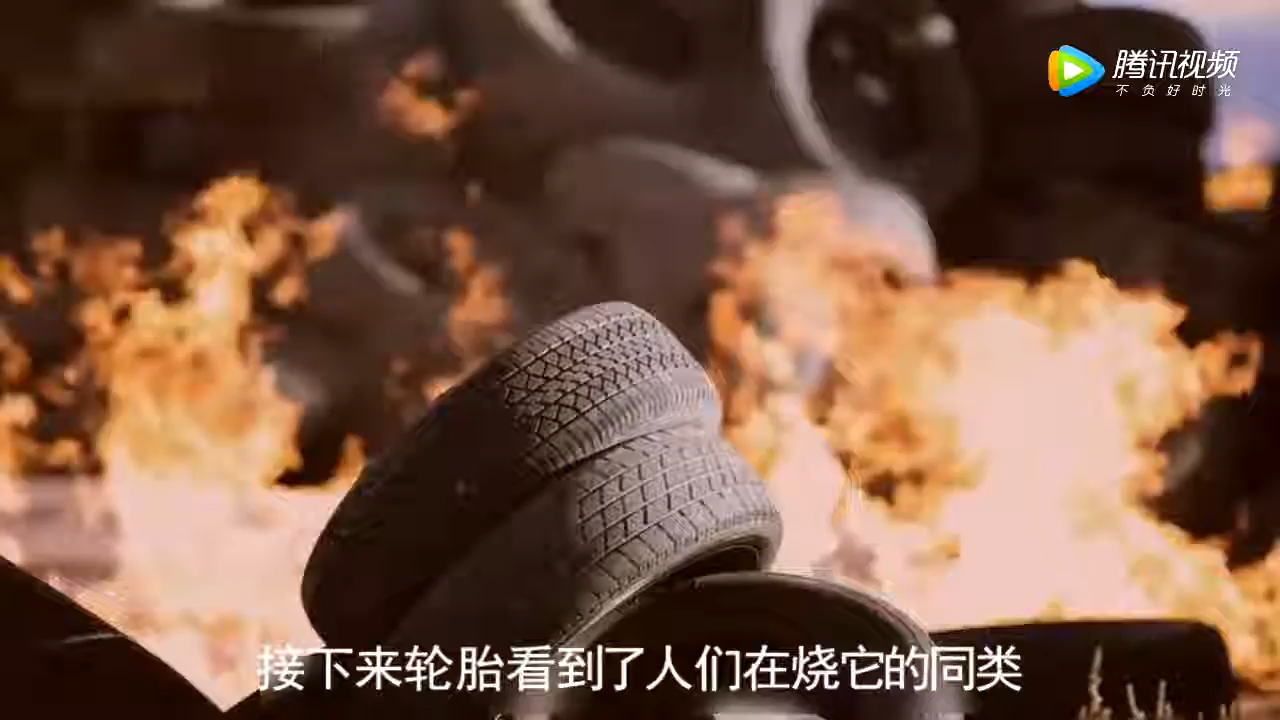 腾讯视频
不负好时光
接下来轮胎看到了人们在烧它的同类